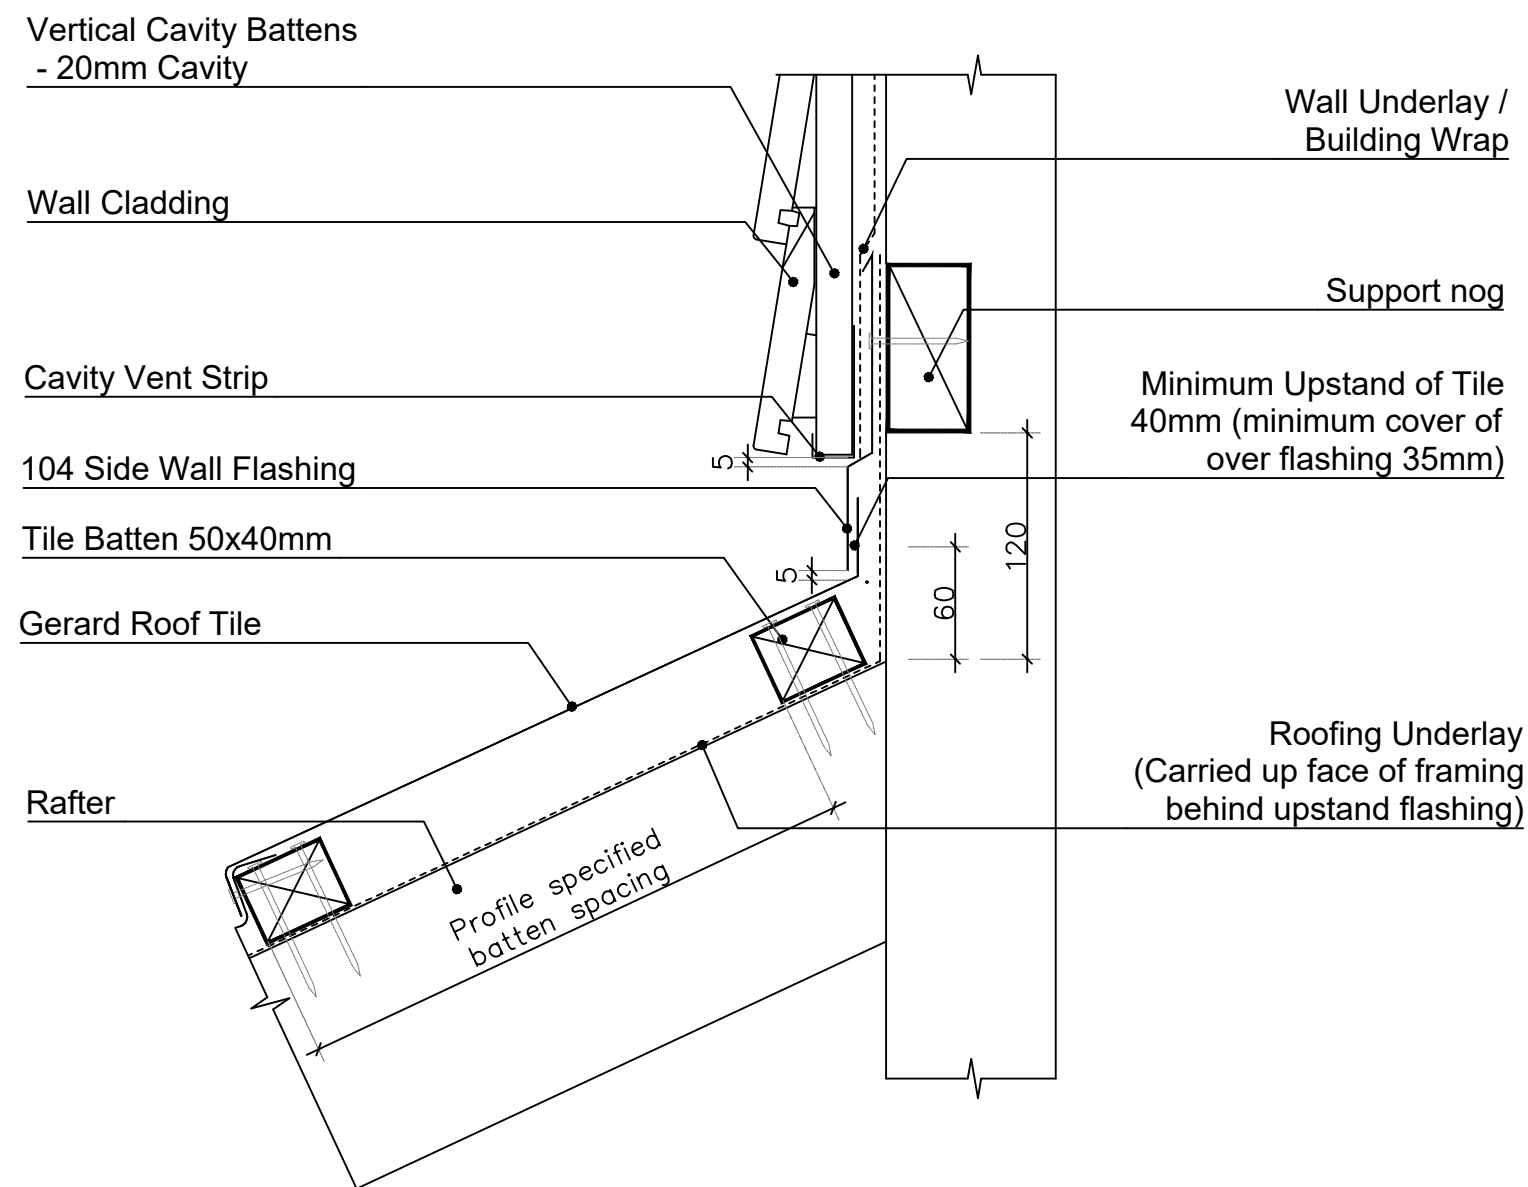 Vertical Cavity Battens
- 20mm Cavity
Wall Underlay /
Building Wrap
Wall Cladding
Support nog
Cavity Vent Strip
Minimum Upstand of Tile
40mm (minimum cover of
over flashing 35mm)
5
104 Side Wall Flashing
Tile Batten 50x40mm
5
120
60
Gerard Roof Tile
Roofing Underlay
(Carried up face of framing
behind upstand flashing)
Rafter
Profile specified
batten spacing